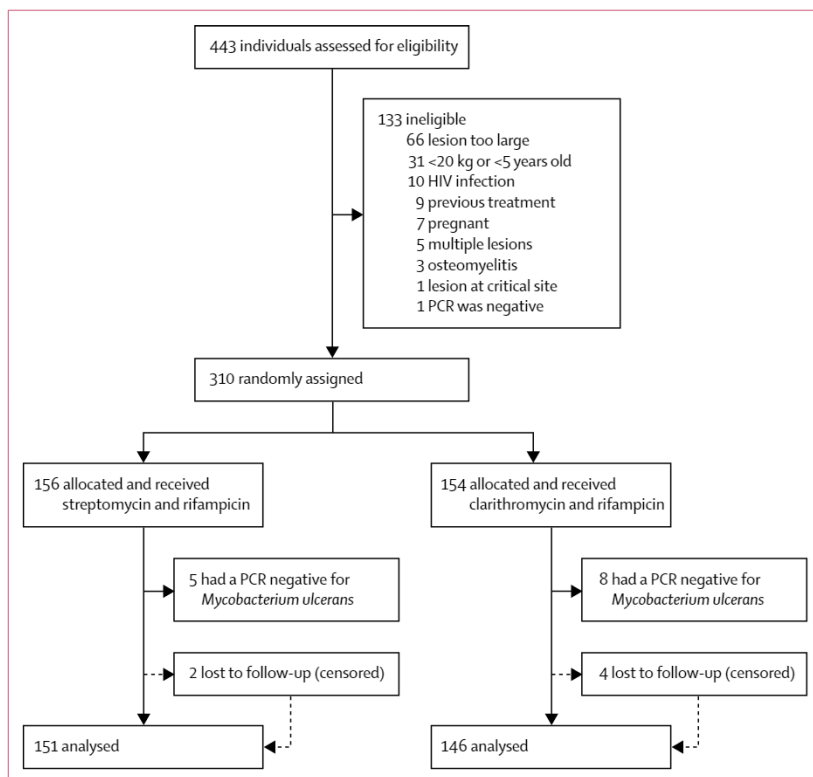 443 individuals assessed for eligibility
133 ineligible
66 lesion too large
31 <20 kg or <5 years old
10 HIV infection
9 previous treatment
7 pregnant
5 multiple lesions
3 osteomyelitis
1 lesion at critical site
1 PCR was negative
310 randomly assigned
156 allocated and received
streptomycin and rifampicin
154 allocated and received
clarithromycin and rifampicin
5 had a PCR negative for
Mycobacterium ulcerans
8 had a PCR negative for
Mycobacterium ulcerans
2 lost to follow-up (censored)
4 lost to follow-up (censored)
151 analysed
146 analysed